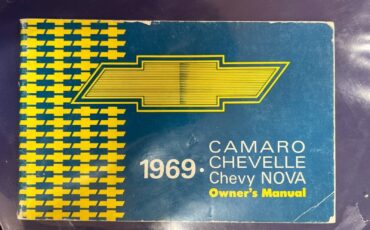 CAMARO
1969 · CHEVELLE
Chevy NOVA
Owner's Manual